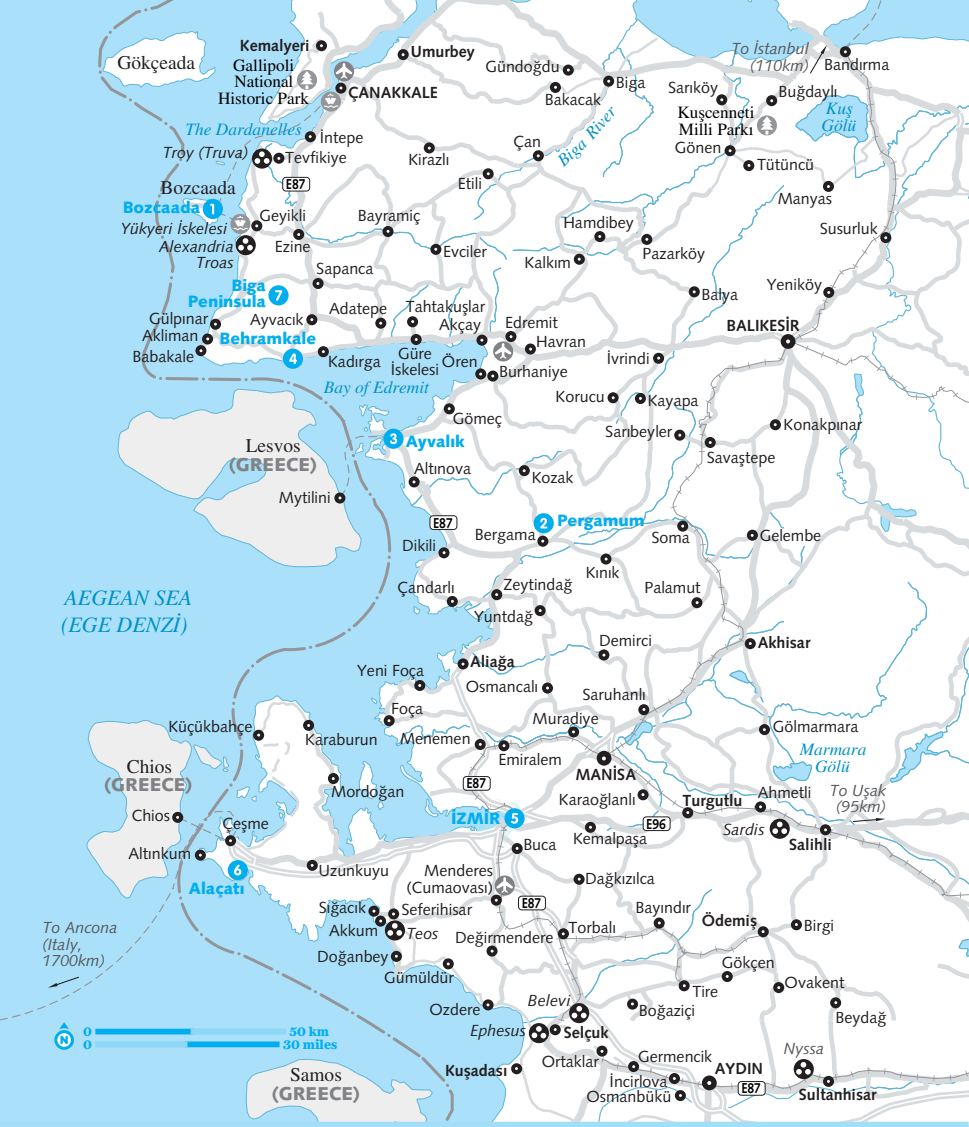 Gökçeada
Kemalyeri
Gallipoli
National
Historic Park
Umurbey
ÇANAKKALE
Gündoğdu
Bakacak
Biga
Sarıköy
Buğdaylı
Kuşcenneti
Milli Parkı
To İstanbul
(110km)
Bandırma
Kuş
Gölü
The Dardanelles
İntepe
Troy (Truva)
Tevfikiye
Kirazlı
Çan
Biga River
Gönen
Tütüncü
Etili
Manyas
E87
Bozcaada
Bozcaada 1
Yükyeri İskelesi
Geyikli
Alexandria
Troas
Ezine
Bayramiç
Evciler
Hamdibey
Kalkım
Pazarköy
Susurluk
Sapanca
Biga
Peninsula 7
Balya
Yeniköy
Gülpınar
Akliman
Babakale
Ayvacık
Behramkale
4
Adatepe
Tahtakuşlar
Akçay
Edremit
Havran
BALIKESİR
Kadırga
Güre
İskelesi
Ören
Burhaniye
İvrindi
Bay of Edremit
Gömeç
Korucu
Kayapa
Sarıbeyler
Savaştepe
Konakpınar
Lesvos
(GREECE)
Mytilini
3 Ayvalık
Altınova
Kozak
E87
2 Pergamum
Bergama
Soma
Gelembe
Dikili
Kınık
AEGEAN SEA
(EGE DENZİ)
Çandarlı
Zeytindağ
Yuntdağ
Palamut
Demirci
Akhisar
Aliağa
Yeni Foça
Osmancalı
Saruhanlı
Foça
Küçükbahçe
Karaburun
Menemen
Muradiye
Emiralem
MANİSA
Gölmarmara
Marmara
Gölü
Chios
(GREECE)
Mordoğan
E87
Karaoğlanlı
Turgutlu
Ahmetli
To Uşak
(95km)
Chios
Çeşme
İZMİR 5
Kemalpaşa
E96
Sardis
Salihli
Altınkum
6
Alaçatı
Uzunkuyu
Buca
Menderes
(Cumaovası)
Dağkızılca
E87
Sığacık
Seferihisar
Akkum
Teos
Değirmendere
Torbalı
Bayındır
Ödemiş
Birgi
To Ancona
(Italy,
1700km)
Doğanbey
Gümüldür
Gökçen
Tire
Ovakent
Ozdere
Belevi
Boğaziçi
Beydağ
Ephesus
Selçuk
N
0 50 km
0 30 miles
Ortaklar
Germencik
Nyssa
Kuşadası
AYDIN
İncirlova
Osmanbükü
E87
Sultanhisar
Samos
(GREECE)